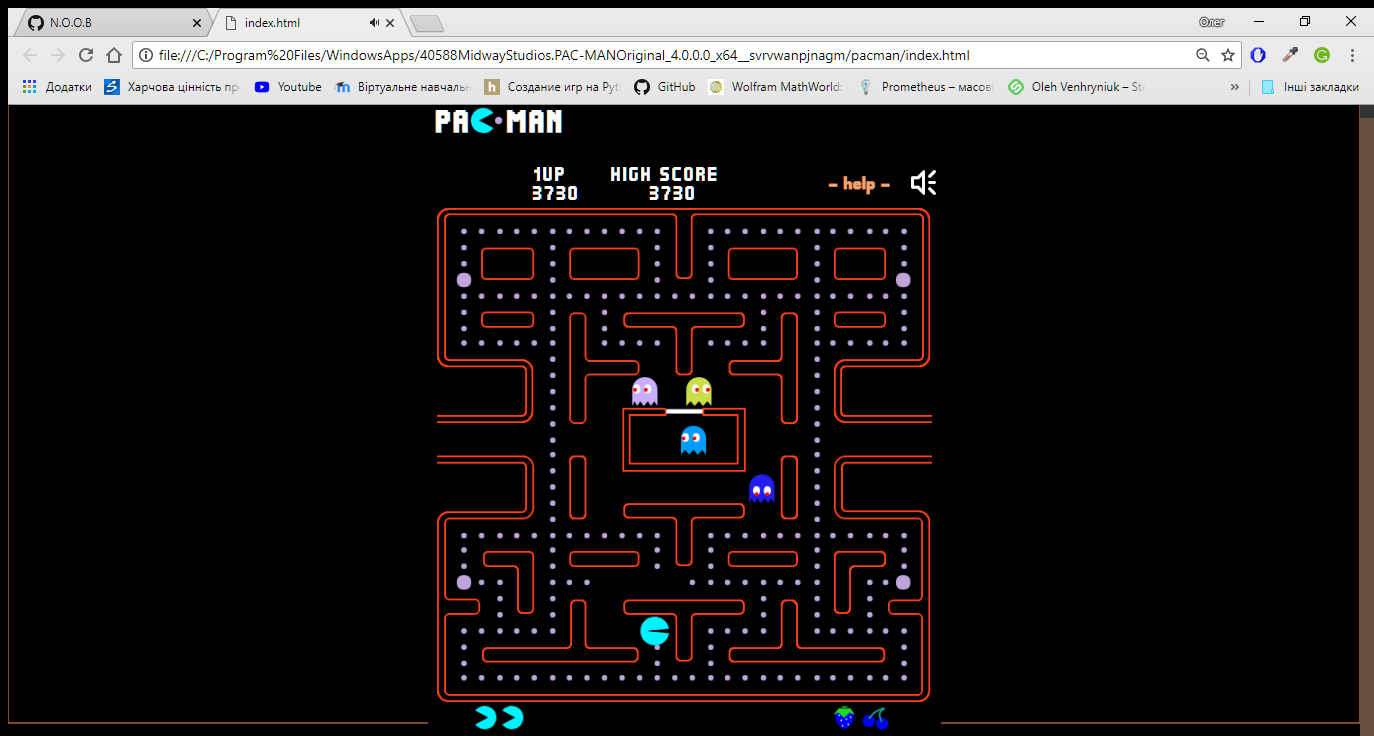 N.O.O.B
index.html
Олег
file:///C:/Program%20Files/WindowsApps/40588MidwayStudios.PAC-MANOriginal_4.0.0.0_x64__svrvwanpjnagm/pacman/index.html
Додатки
Харчова цінність пр
Youtube
Віртуальне навчальн
Создание игр на Pyt
GitHub
Wolfram MathWorld:
Prometheus – масові
Oleh Venhryniuk – Ste
»
Інші закладки
PAC-MAN
1UP HIGH SCORE
3730 3730
- help -